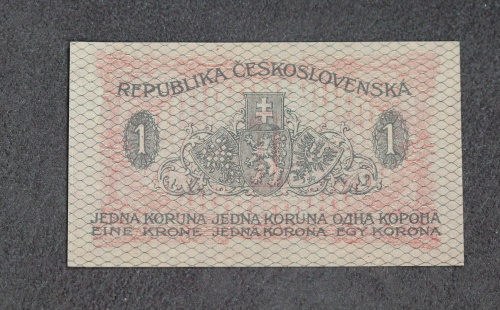 REPUBLIKA ČESKOSLOVENSKÁ
1 1
JEDNA KORUNA JEDNA KORUNA ОДНА КОРОНА
EINE KRONE JEDNA KORONA EGY KORONA